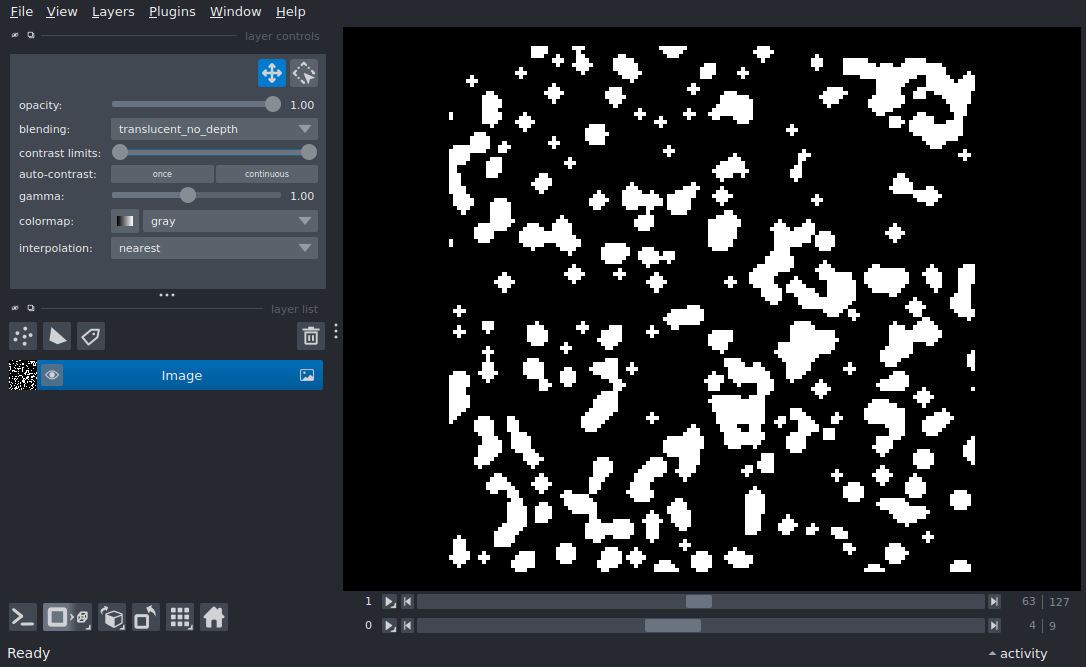 File View Layers Plugins Window Help
layer controls
opacity: 1.00
blending: translucent_no_depth
contrast limits:
auto-contrast: once continuous
gamma: 1.00
colormap: gray
interpolation: nearest
layer list
Image
1 63 127
0 4 9
Ready activity